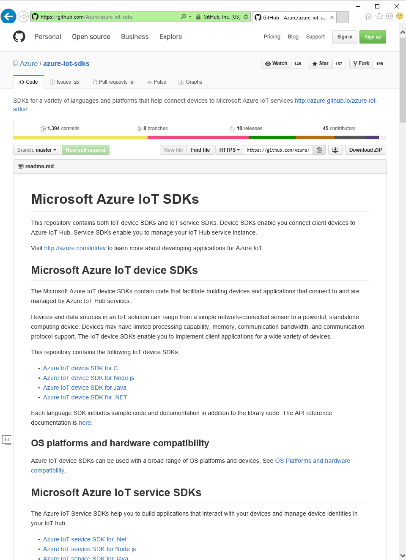 https://github.com/Azure/azure-iot-sdks
GitHub, Inc. [US]
GitHub - Azure/azure-iot-sd...
Personal Open source Business Explore
Pricing Blog Support Sign in Sign up
Azure / azure-iot-sdks
Watch Star Fork
Code Issues Pull requests Pulse Graphs
SDKs for a variety of languages and platforms that help connect devices to Microsoft Azure IoT services http://azure.github.io/azure-iot-
sdks/
1,394 commits 8 branches 10 releases 45 contributors
Branch: master New pull request New file Find file HTTPS https://github.com/Azure/ Download ZIP
readme.md
Microsoft Azure IoT SDKs
This repository contains both IoT device SDKs and IoT service SDKs. Device SDKs enable you connect client devices to
Azure IoT Hub. Service SDKs enable you to manage your IoT Hub service instance.
Visit http://azure.com/iotdev to learn more about developing applications for Azure IoT
Microsoft Azure IoT device SDKs
The Microsoft Azure IoT device SDKs contain code that facilitate building devices and applications that connect to and are
managed by Azure IoT Hub services.
Devices and data sources in an IoT solution can range from a simple network-connected sensor to a powerful, standalone
computing device. Devices may have limited processing capability, memory, communication bandwidth, and communication
protocol support. The IoT device SDKs enable you to implement client applications for a wide variety of devices.
This repository contains the following IoT device SDKs
• Azure IoT device SDK for C
• Azure IoT device SDK for Node.js
• Azure IoT device SDK for Java
• Azure IoT device SDK for .NET
Each language SDK includes sample code and documentation in addition to the library code. The API reference
documentation is here.
OS platforms and hardware compatibility
Azure IoT device SDKs can be used with a broad range of OS platforms and devices. See OS Platforms and hardware
compatibility.
Microsoft Azure IoT service SDKs
The Azure IoT Service SDKs help you to build applications that interact with your devices and manage device identities in
your IoT hub.
• Azure IoT service SDK for .Net
• Azure IoT service SDK for Node.js
• Azure IoT service SDK for Java